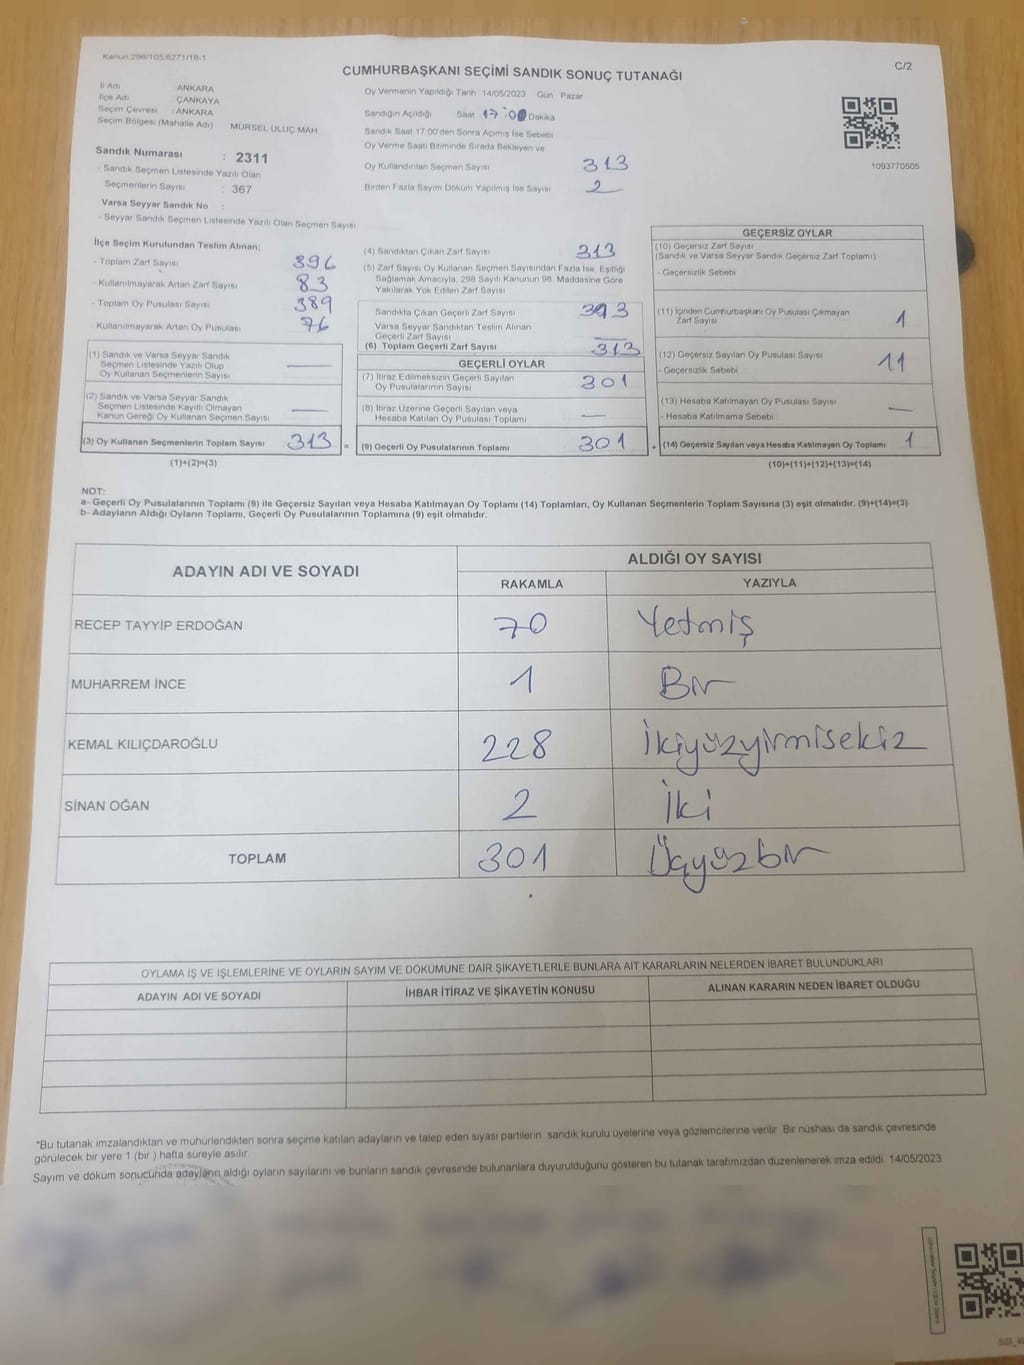 Kanun.298/105.6271/18-1
C/2
CUMHURBAŞKANI SEÇİMİ SANDIK SONUÇ TUTANAĞI
İl Adı : ANKARA
İlçe Adı : ÇANKAYA
Seçim Çevresi : ANKARA
Seçim Bölgesi (Mahalle Adı) : MÜRSEL ULUÇ MAH
Sandık Numarası : 2311
- Sandık Seçmen Listesinde Yazılı Olan
Seçmenlerin Sayısı : 367
Varsa Seyyar Sandık No :
- Seyyar Sandık Seçmen Listesinde Yazılı Olan Seçmen Sayısı
Oy Vermenin Yapıldığı Tarih : 14/05/2023 Gün : Pazar
Sandığın Açıldığı Saat 17:00 Dakika
Sandık Saat 17.00'den Sonra Açılmış İse Sebebi
Oy Verme Saati Bitiminde Sırada Bekleyen ve
Oy Kullandırılan Seçmen Sayısı 313
Birden Fazla Sayım Döküm Yapılmış İse Sayısı 2
1093770505
İlçe Seçim Kurulundan Teslim Alınan;
- Toplam Zarf Sayısı 396
- Kullanılmayarak Artan Zarf Sayısı 83
- Toplam Oy Pusulası Sayısı 389
- Kullanılmayarak Artan Oy Pusulası 76
(1) Sandık ve Varsa Seyyar Sandık
Seçmen Listesinde Yazılı Olup
Oy Kullanan Seçmenlerin Sayısı —
(2) Sandık ve Varsa Seyyar Sandık
Seçmen Listesinde Kayıtlı Olmayan
Kanun Gereği Oy Kullanan Seçmen Sayısı —
(3) Oy Kullanan Seçmenlerin Toplam Sayısı 313 =
(1)+(2)=(3)
(4) Sandıktan Çıkan Zarf Sayısı 313
(5) Zarf Sayısı Oy Kullanan Seçmen Sayısından Fazla İse, Eşitliği
Sağlamak Amacıyla, 298 Sayılı Kanunun 98. Maddesine Göre
Yakılarak Yok Edilen Zarf Sayısı
Sandıkta Çıkan Geçerli Zarf Sayısı 313
Varsa Seyyar Sandıktan Teslim Alınan
Geçerli Zarf Sayısı —
(6) Toplam Geçerli Zarf Sayısı 313
GEÇERLİ OYLAR
(7) İtiraz Edilmeksizin Geçerli Sayılan
Oy Pusulalarının Sayısı 301
(8) İtiraz Üzerine Geçerli Sayılan veya
Hesaba Katılan Oy Pusulası Toplamı —
(9) Geçerli Oy Pusulalarının Toplamı 301 +
GEÇERSİZ OYLAR
(10) Geçersiz Zarf Sayısı
(Sandık ve Varsa Seyyar Sandık Geçersiz Zarf Toplamı)
- Geçersizlik Sebebi
(11) İçinden Cumhurbaşkanı Oy Pusulası Çıkmayan
Zarf Sayısı 1
(12) Geçersiz Sayılan Oy Pusulası Sayısı 11
- Geçersizlik Sebebi
(13) Hesaba Katılmayan Oy Pusulası Sayısı —
- Hesaba Katılmama Sebebi
(14) Geçersiz Sayılan veya Hesaba Katılmayan Oy Toplamı 1
(10)+(11)+(12)+(13)=(14)
NOT:
a- Geçerli Oy Pusulalarının Toplamı (9) ile Geçersiz Sayılan veya Hesaba Katılmayan Oy Toplamı (14) Toplamları, Oy Kullanan Seçmenlerin Toplam Sayısına (3) eşit olmalıdır. (9)+(14)=(3)
b- Adayların Aldığı Oyların Toplamı, Geçerli Oy Pusulalarının Toplamına (9) eşit olmalıdır.
ADAYIN ADI VE SOYADI ALDIĞI OY SAYISI
RAKAMLA YAZIYLA
RECEP TAYYİP ERDOĞAN 70 Yetmiş
MUHARREM İNCE 1 Bir
KEMAL KILIÇDAROĞLU 228 İkiyüzyirmisekiz
SİNAN OĞAN 2 İki
TOPLAM 301 Üçyüzbir
OYLAMA İŞ VE İŞLEMLERİNE VE OYLARIN SAYIM VE DÖKÜMÜNE DAİR ŞİKAYETLERLE BUNLARA AİT KARARLARIN NELERDEN İBARET BULUNDUKLARI
ADAYIN ADI VE SOYADI İHBAR İTİRAZ VE ŞİKAYETİN KONUSU ALINAN KARARIN NEDEN İBARET OLDUĞU
*Bu tutanak imzalandıktan ve mühürlendikten sonra seçime katılan adayların ve talep eden siyasi partilerin sandık kurulu üyelerine veya gözlemcilerine verilir. Bir nüshası da sandık çevresinde
görülecek bir yere 1 (bir) hafta süreyle asılır.
Sayım ve döküm sonucunda adayların aldığı oyların sayılarını ve bunların sandık çevresinde bulunanlara duyurulduğunu gösteren bu tutanak tarafımızdan düzenlenerek imza edildi. 14/05/2023